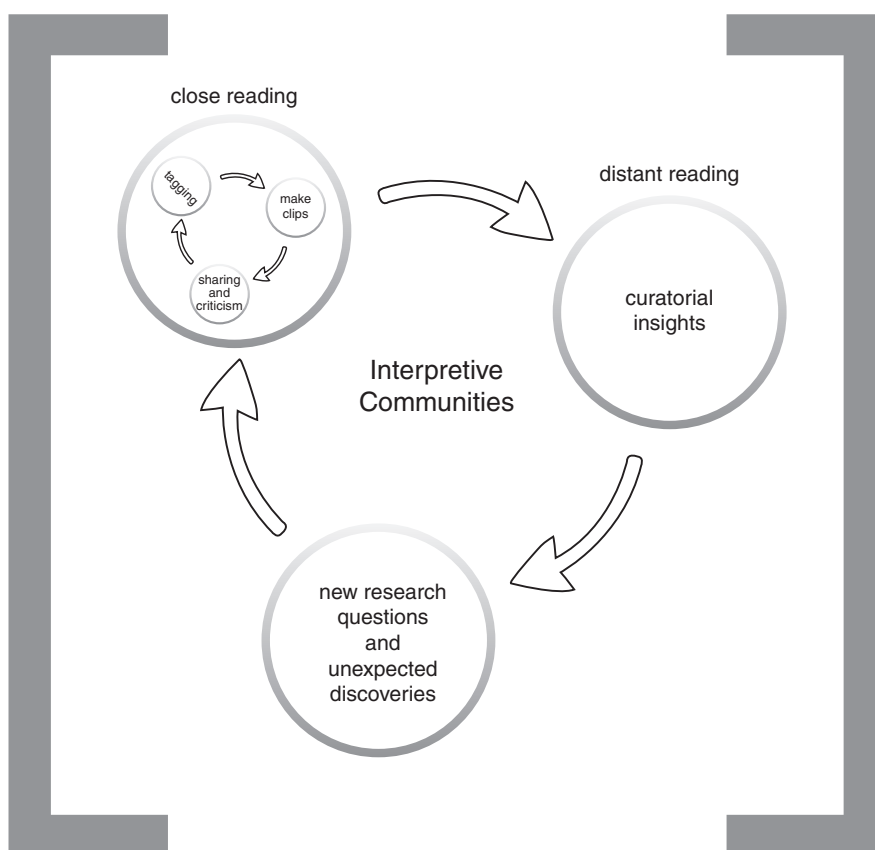 close reading
tagging
make
clips
sharing
and
criticism
distant reading
curatorial
insights
Interpretive
Communities
new research
questions
and
unexpected
discoveries